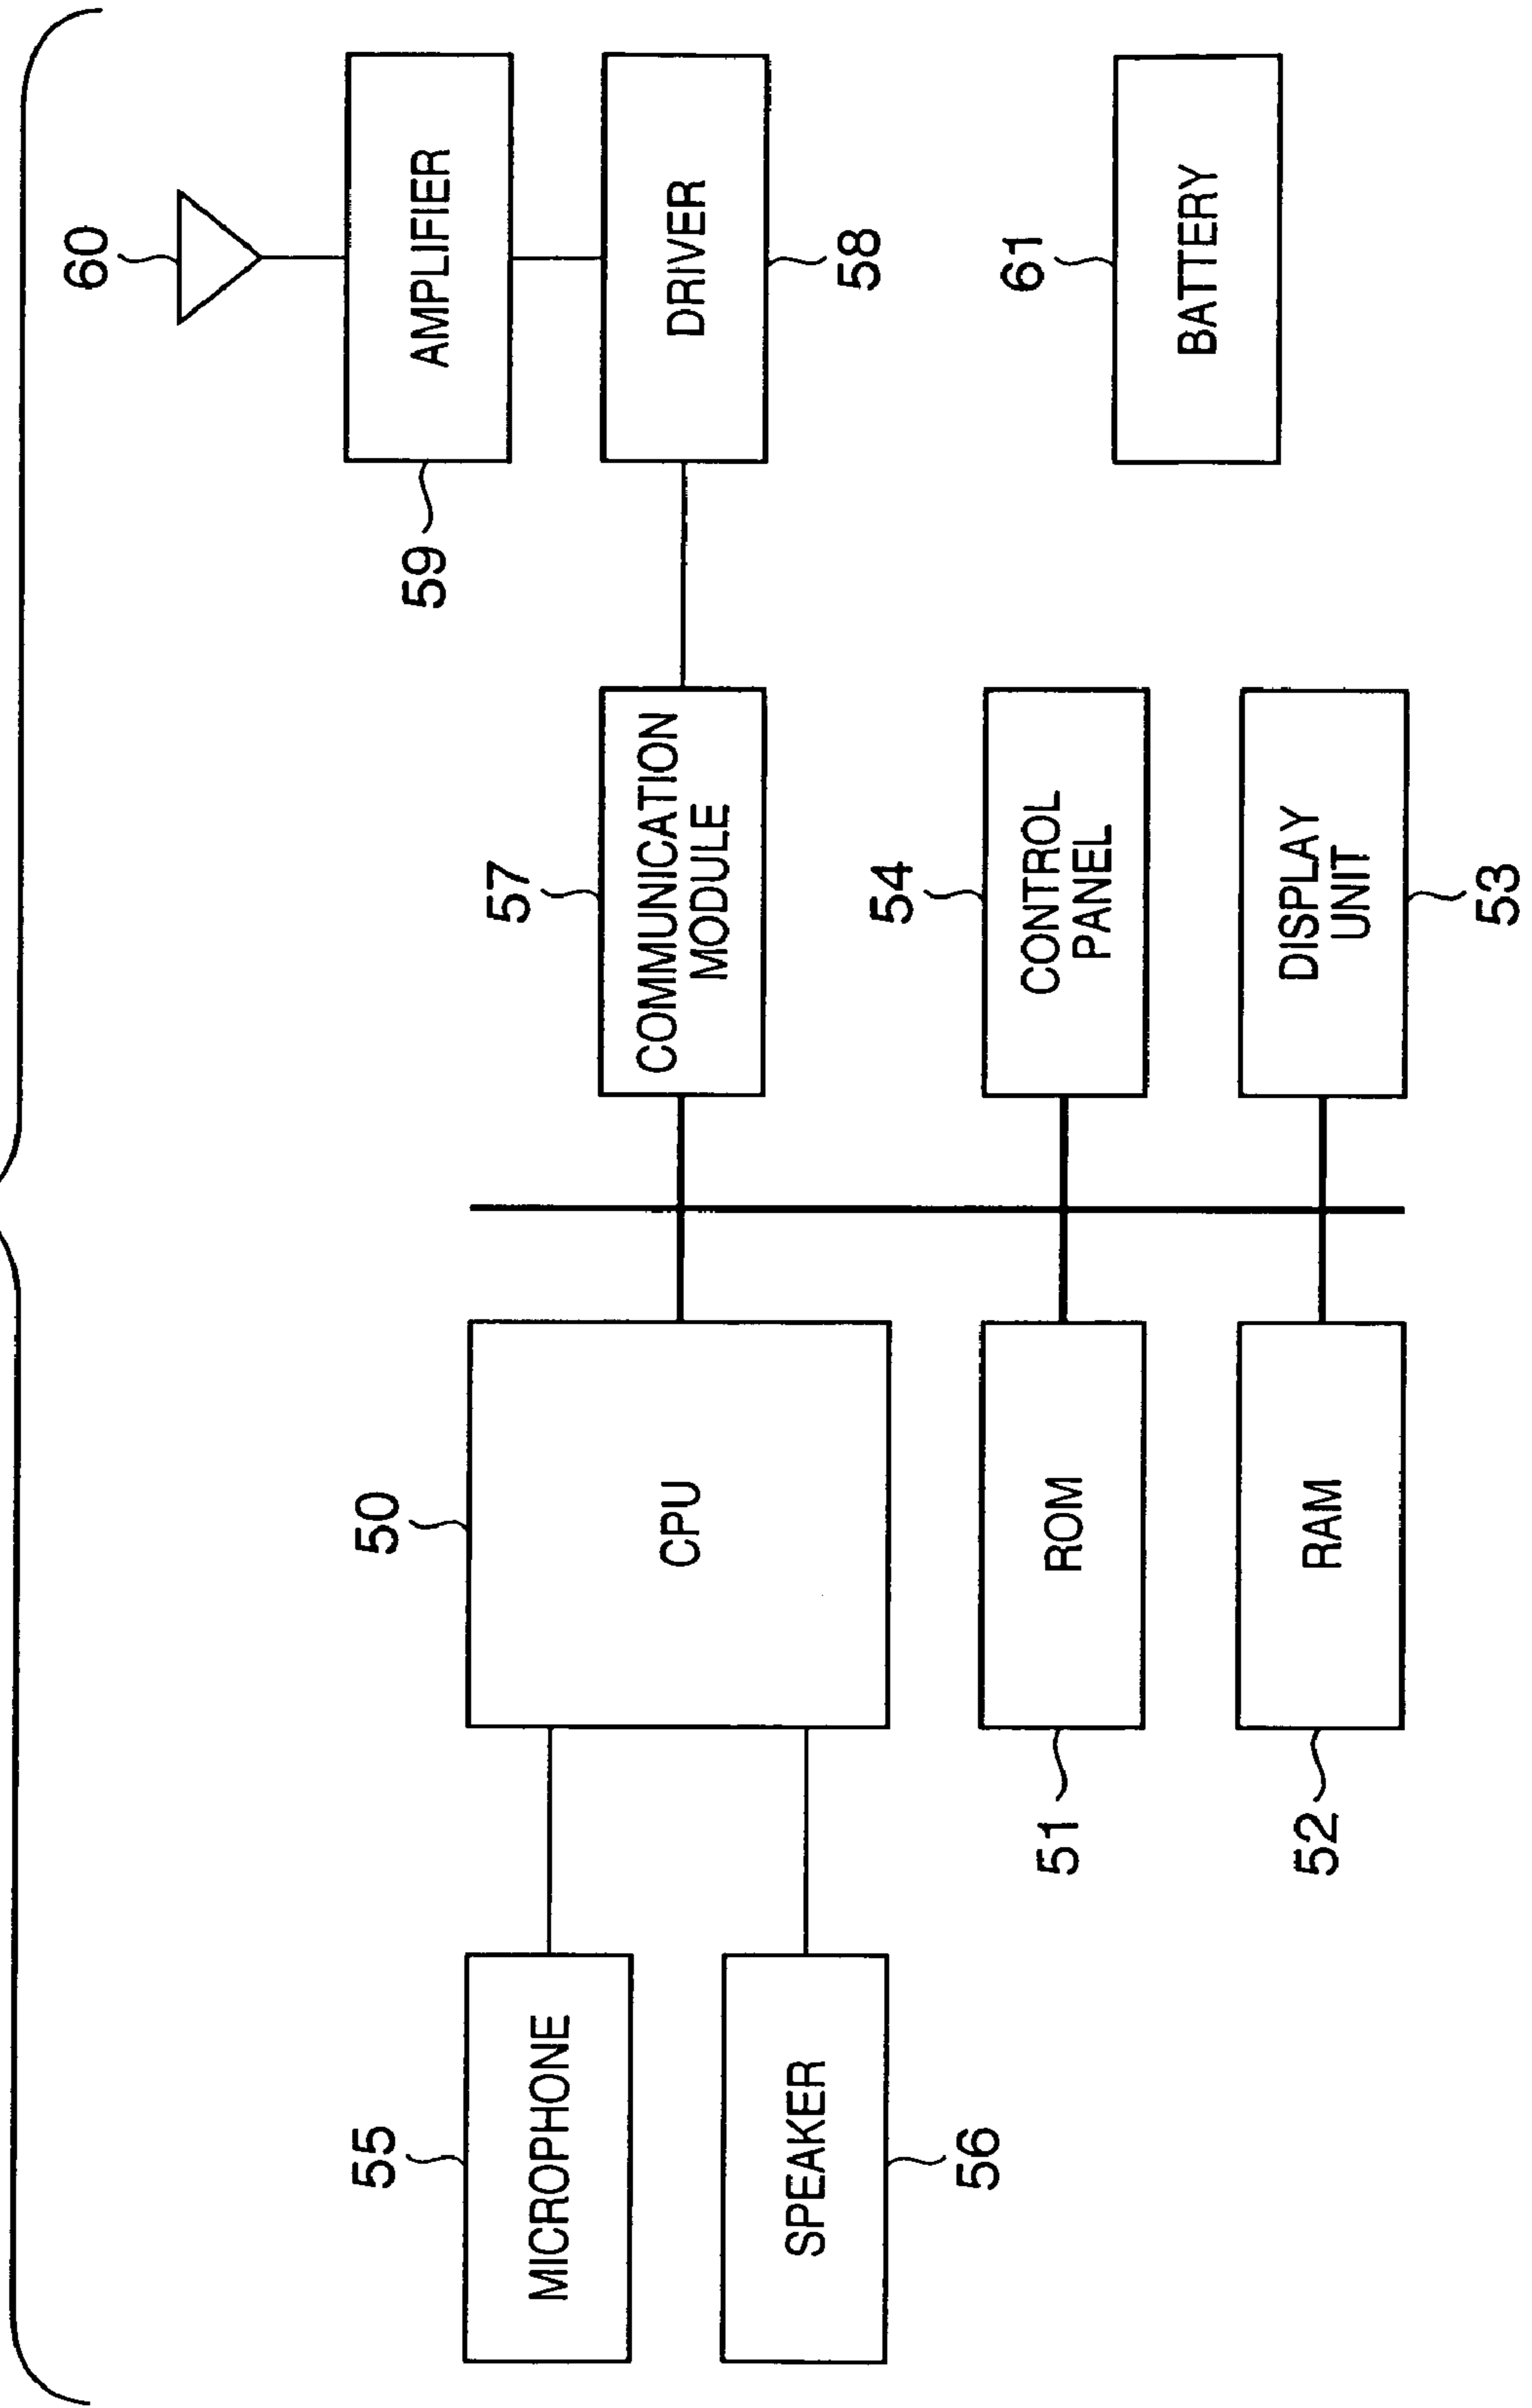 60
AMPLIFIER
59
DRIVER
58
57
COMMUNICATION
MODULE
50
CPU
55
MICROPHONE
SPEAKER
56
61
BATTERY
54
CONTROL
PANEL
ROM
51
DISPLAY
UNIT
53
RAM
52